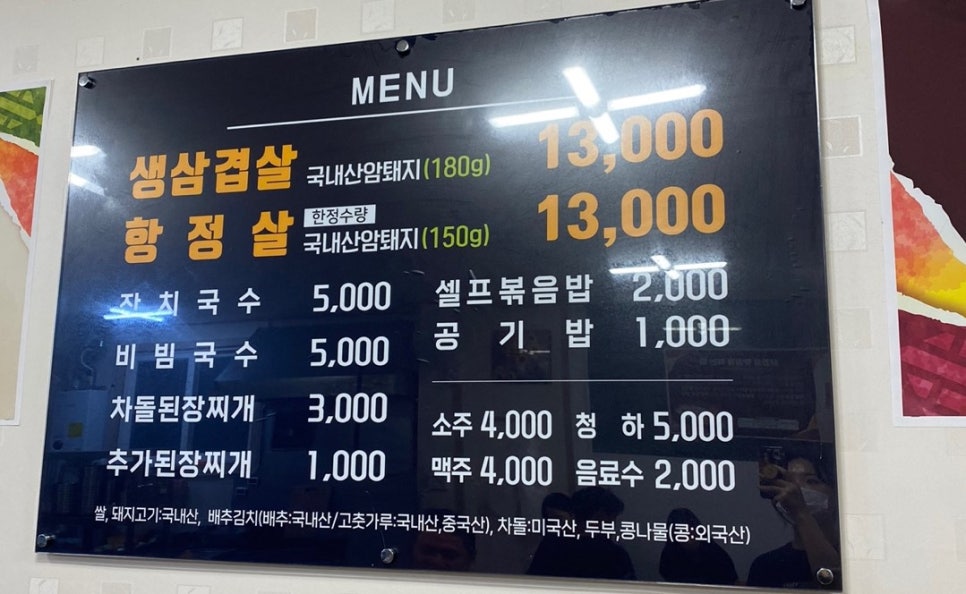 MENU
생삼겹살 국내산암퇘지(180g) 13,000
항정살 한정수량 국내산암퇘지(150g) 13,000
잔치국수 5,000
비빔국수 5,000
차돌된장찌개 3,000
추가된장찌개 1,000
셀프볶음밥 2,000
공기밥 1,000
소주 4,000 청하 5,000
맥주 4,000 음료수 2,000
쌀, 돼지고기:국내산, 배추김치(배추:국내산/고춧가루:국내산,중국산), 차돌:미국산, 두부,콩나물(콩:외국산)